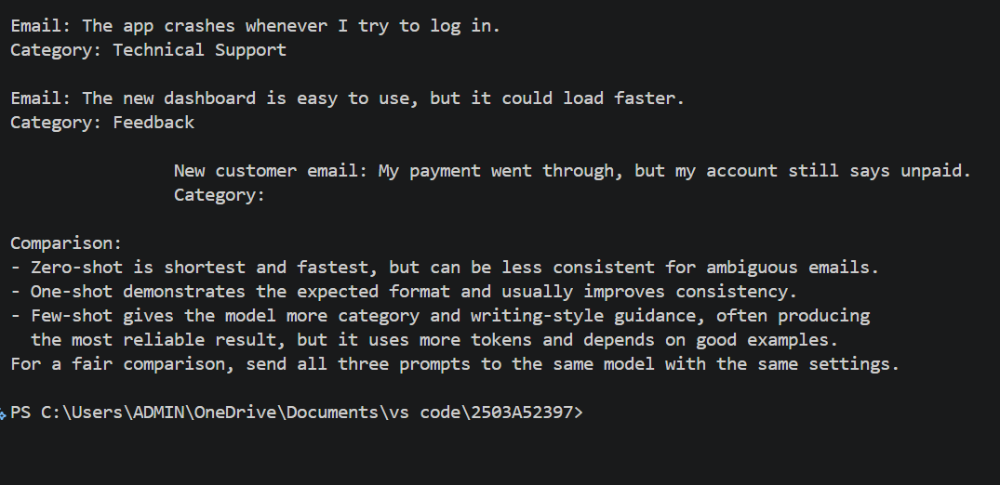 Email: The app crashes whenever I try to log in.
Category: Technical Support
Email: The new dashboard is easy to use, but it could load faster.
Category: Feedback
New customer email: My payment went through, but my account still says unpaid.
Category:
Comparison:
- Zero-shot is shortest and fastest, but can be less consistent for ambiguous emails.
- One-shot demonstrates the expected format and usually improves consistency.
- Few-shot gives the model more category and writing-style guidance, often producing
the most reliable result, but it uses more tokens and depends on good examples.
For a fair comparison, send all three prompts to the same model with the same settings.
PS C:\Users\ADMIN\OneDrive\Documents\vs code\2503A52397>